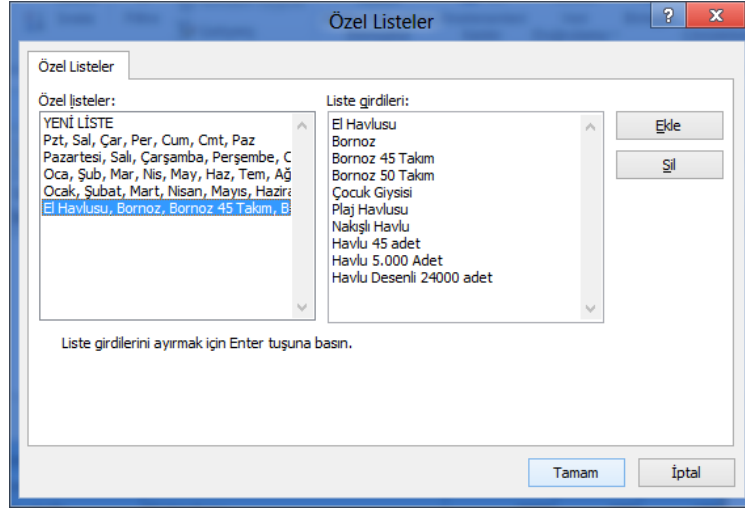 Özel Listeler
Özel Listeler
Özel listeler:
YENİ LİSTE
Pzt, Sal, Çar, Per, Cum, Cmt, Paz
Pazartesi, Salı, Çarşamba, Perşembe, C
Oca, Şub, Mar, Nis, May, Haz, Tem, Ağ
Ocak, Şubat, Mart, Nisan, Mayıs, Hazira
El Havlusu, Bornoz, Bornoz 45 Takım, B
Liste girdileri:
El Havlusu
Bornoz
Bornoz 45 Takım
Bornoz 50 Takım
Çocuk Giysisi
Plaj Havlusu
Nakışlı Havlu
Havlu 45 adet
Havlu 5.000 Adet
Havlu Desenli 24000 adet
Ekle
Sil
Liste girdilerini ayırmak için Enter tuşuna basın.
Tamam
İptal